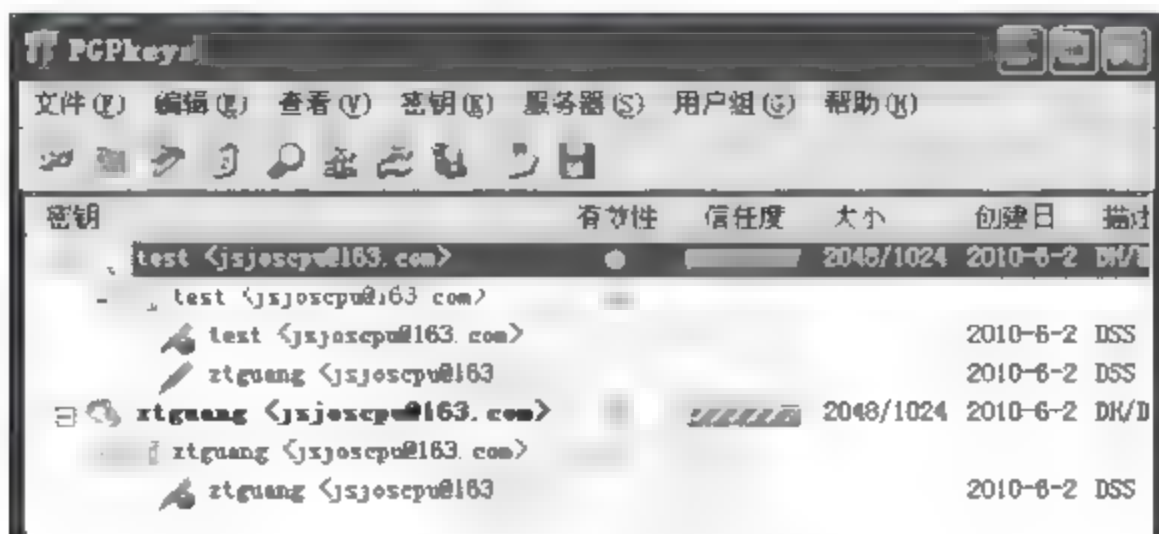 PGPkeys
文件(F) 编辑(E) 查看(V) 密钥(K) 服务器(S) 用户组(G) 帮助(H)
密钥 有效性 信任度 大小 创建日 描述
test <jsjoscpu@163.com> 2048/1024 2010-6-2 DH/D
test <jsjoscpu@163.com>
test <jsjoscpu@163.com> 2010-6-2 DSS
ztguang <jsjoscpu@163 2010-6-2 DSS
ztguang <jsjoscpu@163.com> 2048/1024 2010-6-2 DH/D
ztguang <jsjoscpu@163.com>
ztguang <jsjoscpu@163 2010-6-2 DSS